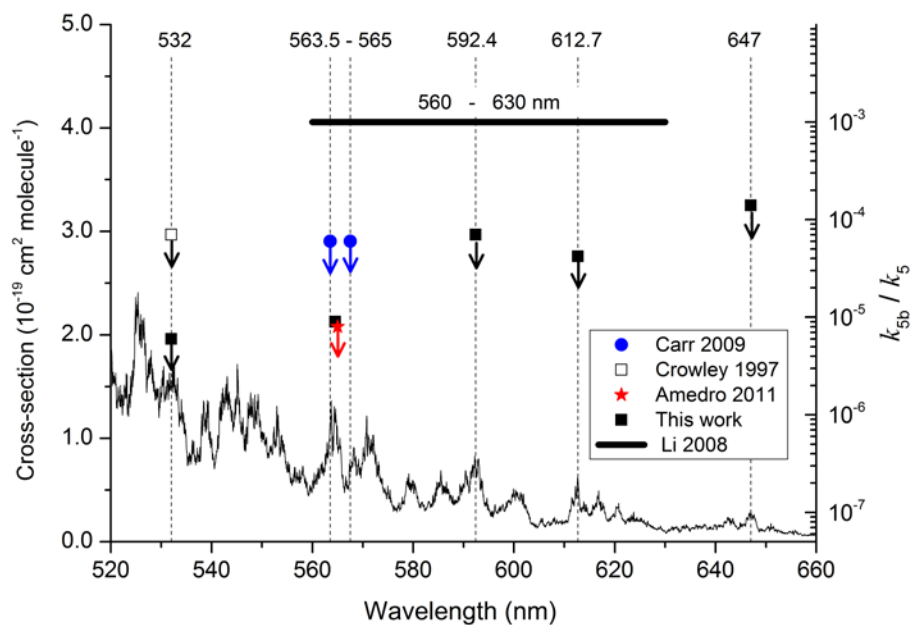 532
563.5 - 565
592.4
612.7
647
560 - 630 nm
5.0
4.0
3.0
2.0
1.0
0.0
Cross-section (10⁻¹⁹ cm² molecule⁻¹)
10⁻³
10⁻⁴
10⁻⁵
10⁻⁶
10⁻⁷
k₅b / k₅
Carr 2009
Crowley 1997
Amedro 2011
This work
Li 2008
520
540
560
580
600
620
640
660
Wavelength (nm)